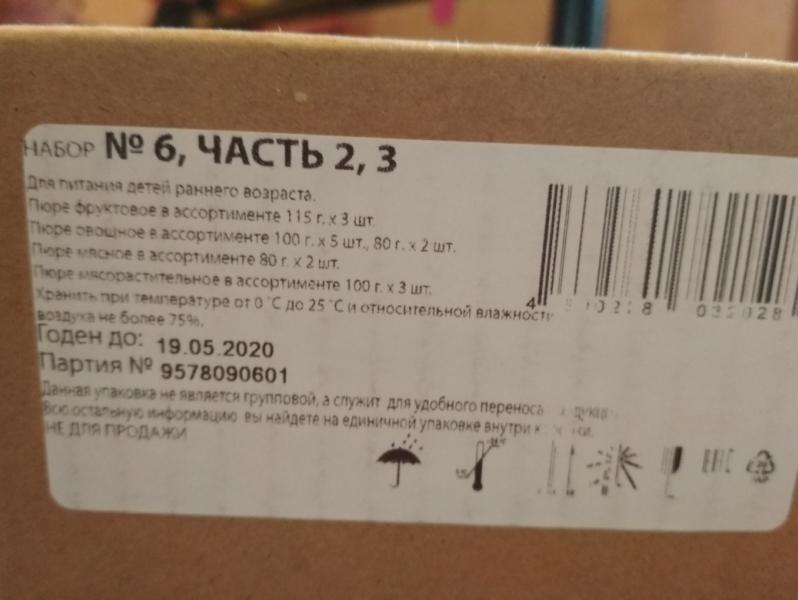 НАБОР № 6, ЧАСТЬ 2, 3
Для питания детей раннего возраста.
Пюре фруктовое в ассортименте 115 г. х 3 шт.
Пюре овощное в ассортименте 100 г. х 5 шт., 80 г. х 2 шт.
Пюре мясное в ассортименте 80 г. х 2 шт.
Пюре мясорастительное в ассортименте 100 г. х 3 шт.
Хранить при температуре от 0 °C до 25 °C и относительной влажности
воздуха не более 75%.
Годен до: 19.05.2020
Партия № 9578090601
Данная упаковка не является групповой, а служит для удобного переноса
Всю остальную информацию вы найдете на единичной упаковке внутри
НЕ ДЛЯ ПРОДАЖИ
032028
EAC